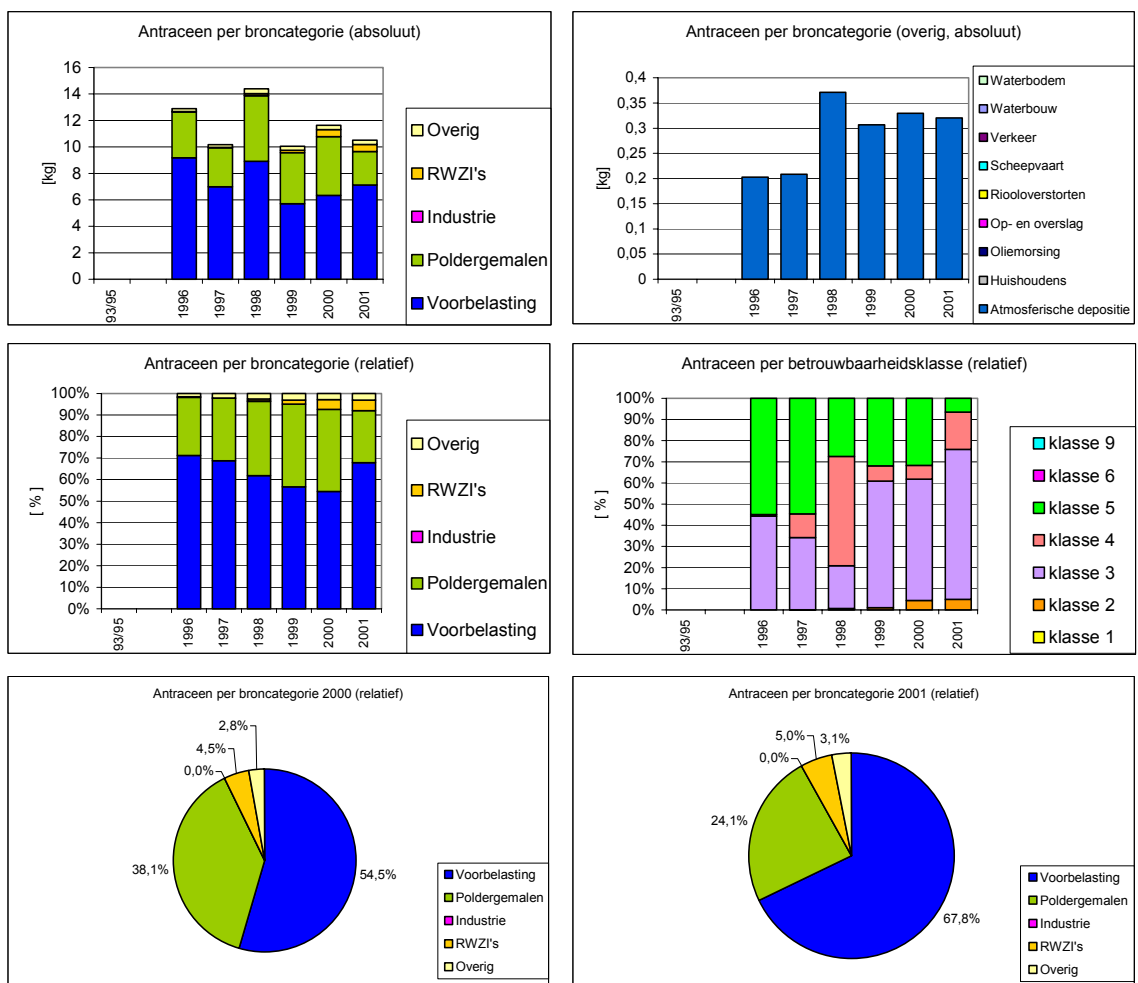 Antraceen per broncategorie (absoluut)
16
14
12
10
8
6
4
2
0
[kg]
93/95
1996
1997
1998
1999
2000
2001
Overig
RWZI's
Industrie
Poldergemalen
Voorbelasting
Antraceen per broncategorie (overig, absoluut)
0,4
0,35
0,3
0,25
0,2
0,15
0,1
0,05
0
[kg]
93/95
1996
1997
1998
1999
2000
2001
Waterbodem
Waterbouw
Verkeer
Scheepvaart
Riooloverstorten
Op- en overslag
Oliemorsing
Huishoudens
Atmosferische depositie
Antraceen per broncategorie (relatief)
100%
90%
80%
70%
60%
50%
40%
30%
20%
10%
0%
[ % ]
93/95
1996
1997
1998
1999
2000
2001
Overig
RWZI's
Industrie
Poldergemalen
Voorbelasting
Antraceen per betrouwbaarheidsklasse (relatief)
100%
90%
80%
70%
60%
50%
40%
30%
20%
10%
0%
[ % ]
93/95
1996
1997
1998
1999
2000
2001
klasse 9
klasse 6
klasse 5
klasse 4
klasse 3
klasse 2
klasse 1
Antraceen per broncategorie 2000 (relatief)
2,8%
4,5%
0,0%
38,1%
54,5%
Voorbelasting
Poldergemalen
Industrie
RWZI's
Overig
Antraceen per broncategorie 2001 (relatief)
5,0%
3,1%
0,0%
24,1%
67,8%
Voorbelasting
Poldergemalen
Industrie
RWZI's
Overig